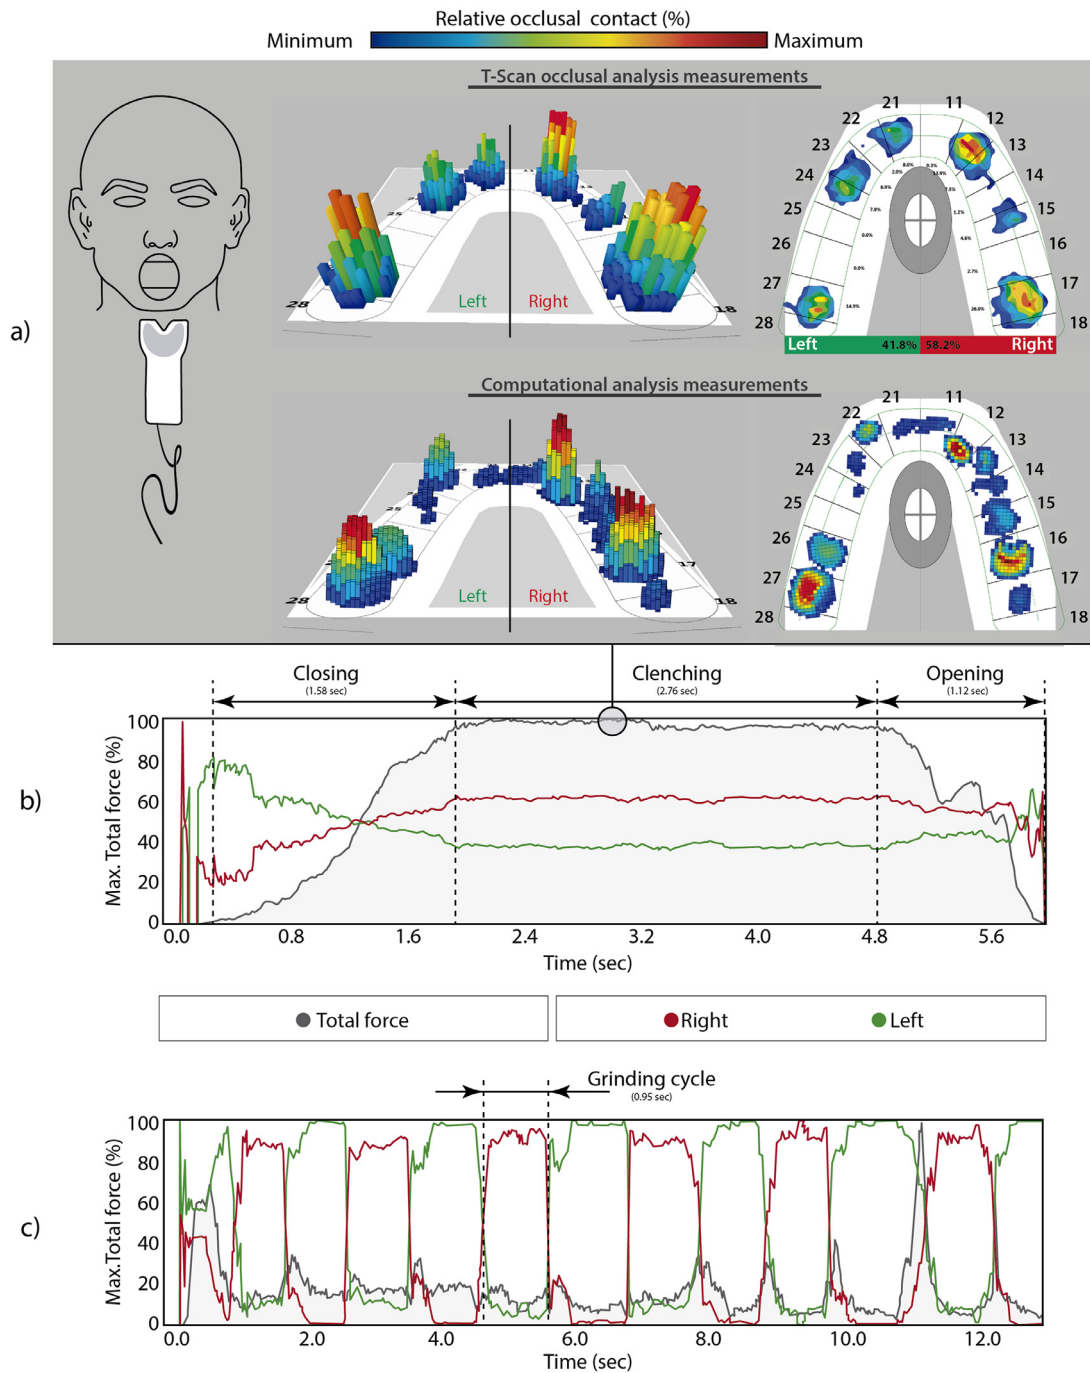 Relative occlusal contact (%)
Minimum Maximum
a)
T-Scan occlusal analysis measurements
28 Left Right 18
21 11
22 12
23 13
24 14
25 15
26 16
27 17
28 18
Left 41.8% 58.2% Right
Computational analysis measurements
25
17
28 Left Right 18
21 11
22 12
23 13
24 14
25 15
26 16
27 17
28 18
b)
Closing Clenching Opening
(1.58 sec) (2.76 sec) (1.12 sec)
Max. Total force (%)
100
80
60
40
20
0
0.0 0.8 1.6 2.4 3.2 4.0 4.8 5.6
Time (sec)
Total force Right Left
c)
Grinding cycle
(0.95 sec)
Max.Total force (%)
100
80
60
40
20
0
0.0 2.0 4.0 6.0 8.0 10.0 12.0
Time (sec)